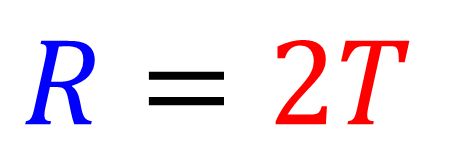 R = 2T